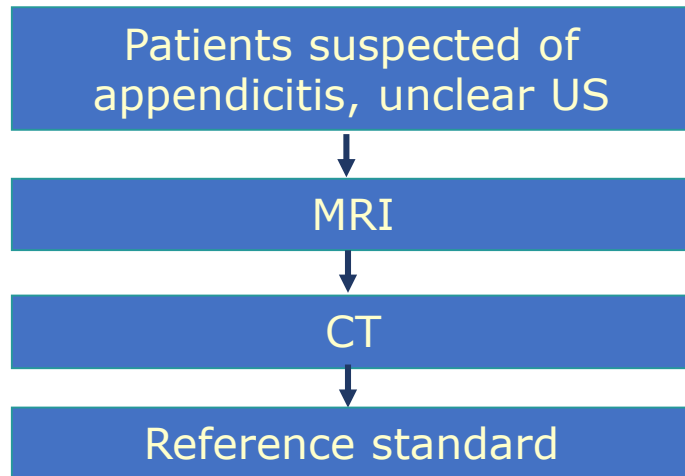 Patients suspected of
appendicitis, unclear US
MRI
CT
Reference standard